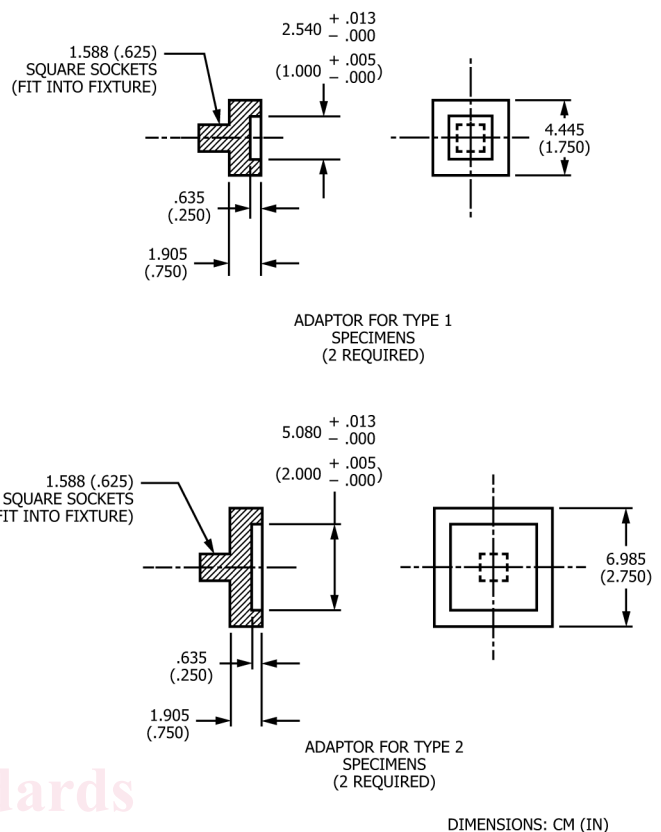 2.540 + .013
− .000
1.588 (.625)
SQUARE SOCKETS
(FIT INTO FIXTURE)
(1.000 + .005
− .000)
4.445
(1.750)
.635
(.250)
1.905
(.750)
ADAPTOR FOR TYPE 1
SPECIMENS
(2 REQUIRED)
5.080 + .013
− .000
(2.000 + .005
− .000)
1.588 (.625)
SQUARE SOCKETS
FIT INTO FIXTURE)
6.985
(2.750)
.635
(.250)
1.905
(.750)
ADAPTOR FOR TYPE 2
SPECIMENS
(2 REQUIRED)
dards
DIMENSIONS: CM (IN)